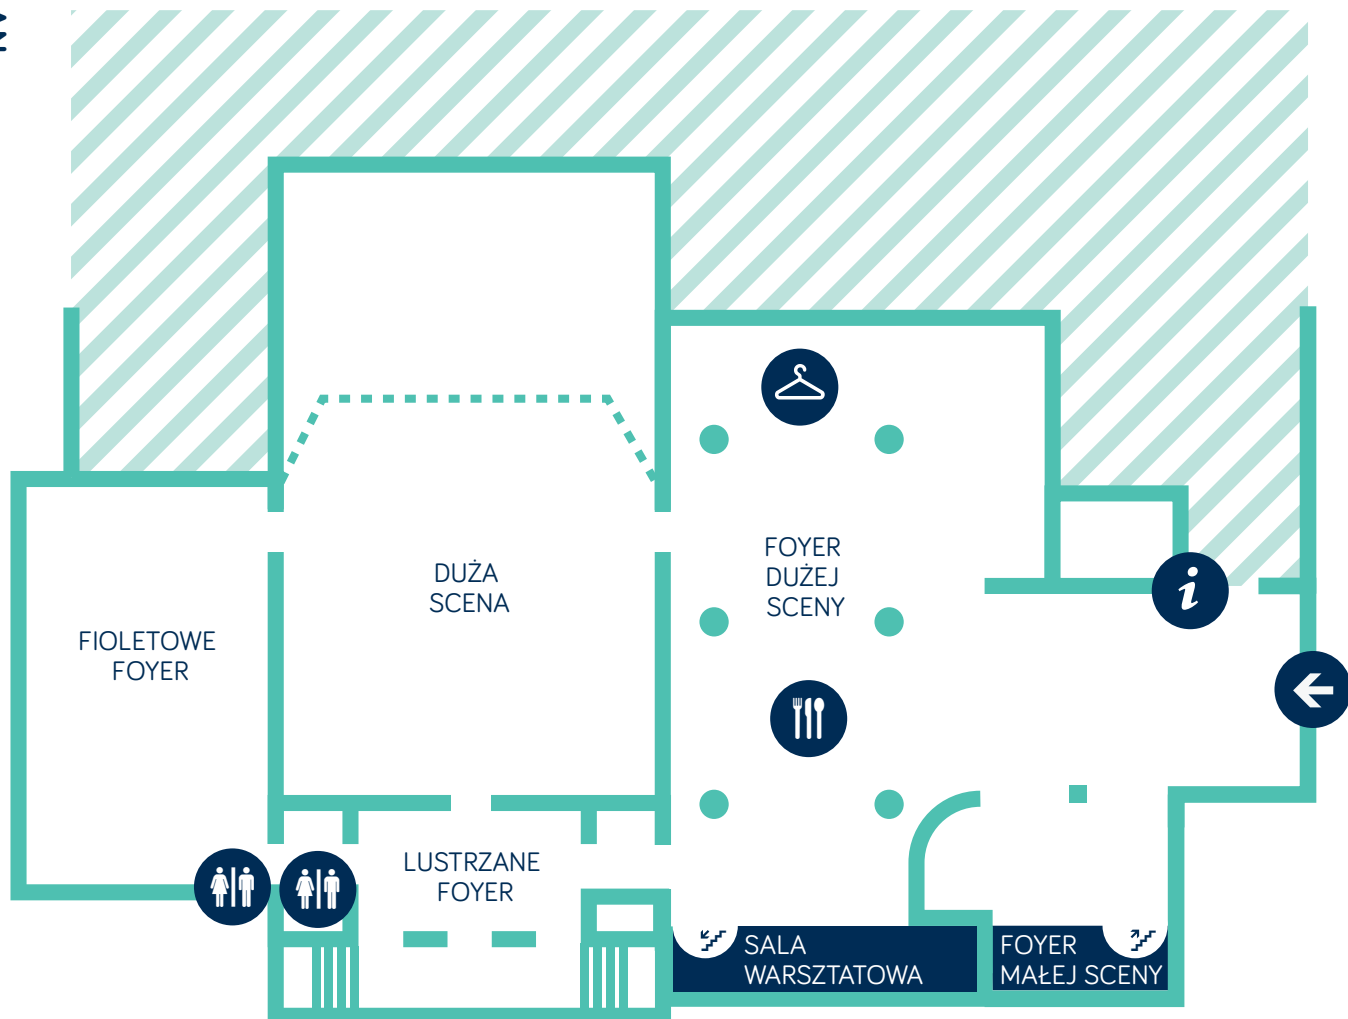 DUŻA
SCENA
FOYER
DUŻEJ
SCENY
FIOLETOWE
FOYER
LUSTRZANE
FOYER
SALA
WARSZTATOWA
FOYER
MAŁEJ SCENY
i